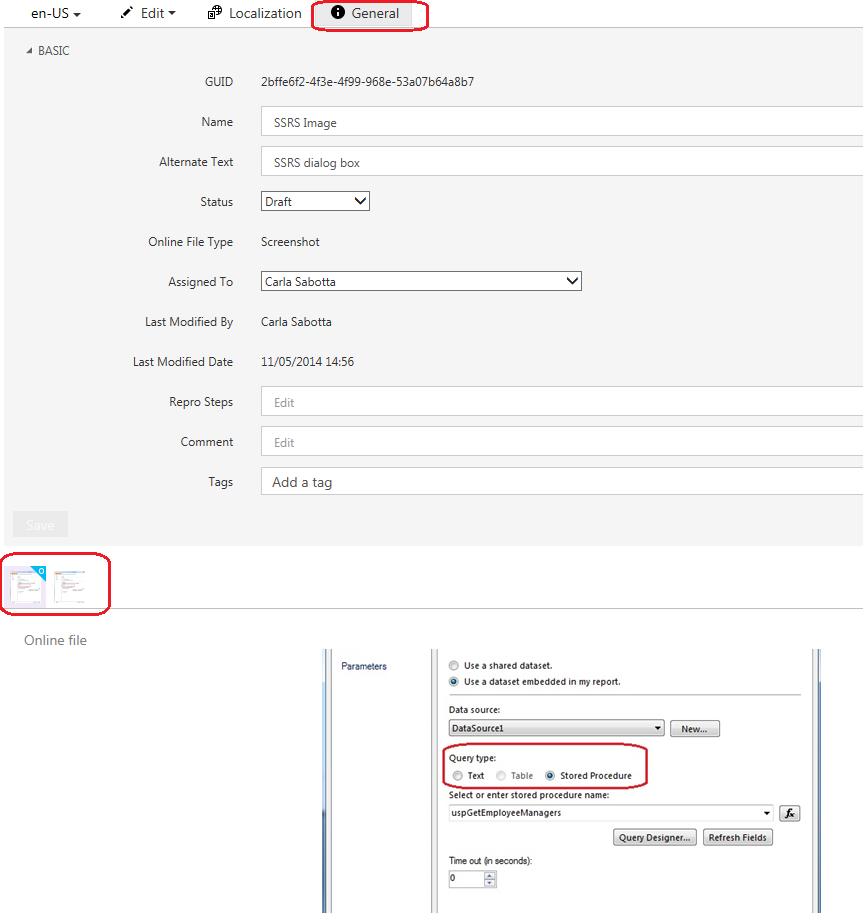 en-US Edit Localization General
BASIC
GUID 2bffe6f2-4f3e-4f99-968e-53a07b64a8b7
Name SSRS Image
Alternate Text SSRS dialog box
Status Draft
Online File Type Screenshot
Assigned To Carla Sabotta
Last Modified By Carla Sabotta
Last Modified Date 11/05/2014 14:56
Repro Steps Edit
Comment Edit
Tags Add a tag
Save
Online file
Parameters Use a shared dataset.
Use a dataset embedded in my report.
Data source:
DataSource1 New...
Query type:
Text Table Stored Procedure
Select or enter stored procedure name:
uspGetEmployeeManagers fx
Query Designer... Refresh Fields
Time out (in seconds):
0